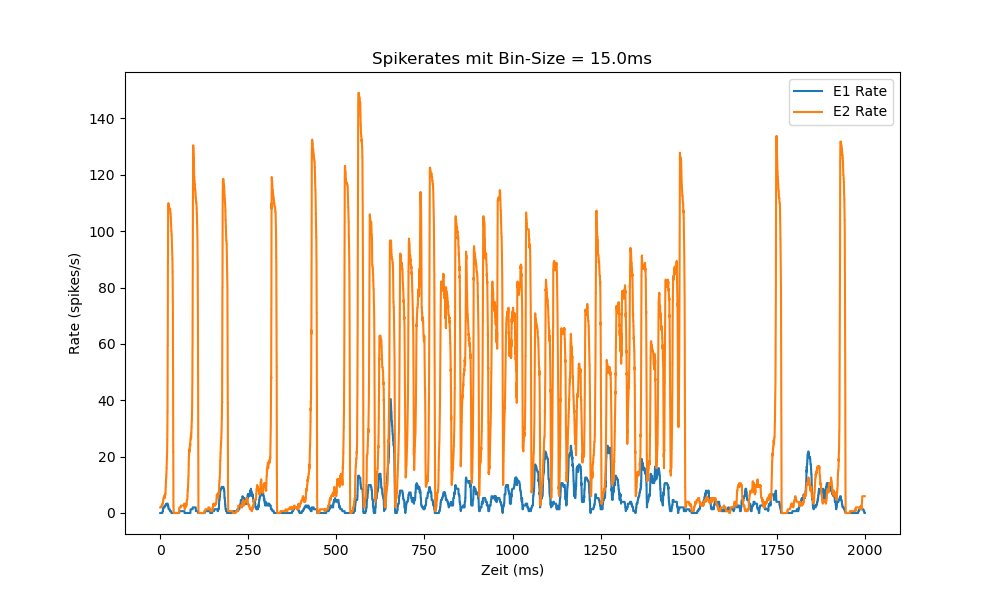 Spikerates mit Bin-Size = 15.0ms
E1 Rate
E2 Rate
140
120
100
80
60
40
20
0
Rate (spikes/s)
0 250 500 750 1000 1250 1500 1750 2000
Zeit (ms)